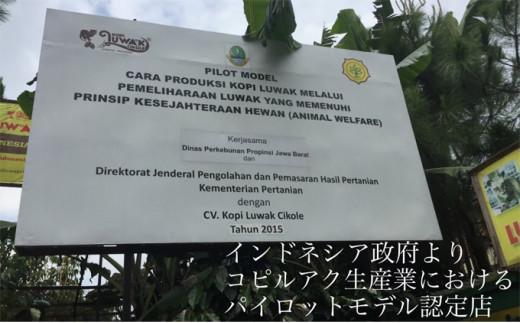 KOPI
LUWAK
PILOT MODEL
CARA PRODUKSI KOPI LUWAK MELALUI
PEMELIHARAAN LUWAK YANG MEMENUHI
PRINSIP KESEJAHTERAAN HEWAN (ANIMAL WELFARE)
Kerjasama
Dinas Perkebunan Propinsi Jawa Barat
dan
Direktorat Jenderal Pengolahan dan Pemasaran Hasil Pertanian
Kementerian Pertanian
dengan
CV. Kopi Luwak Cikole
Tahun 2015
インドネシア政府より
コピルアク生産業における
パイロットモデル認定店